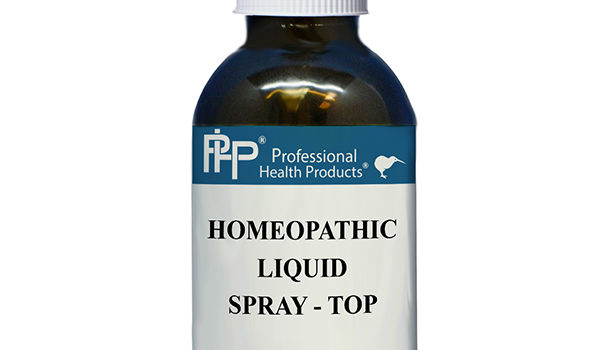 PHP®
Professional
Health Products®
HOMEOPATHIC
LIQUID
SPRAY - TOP